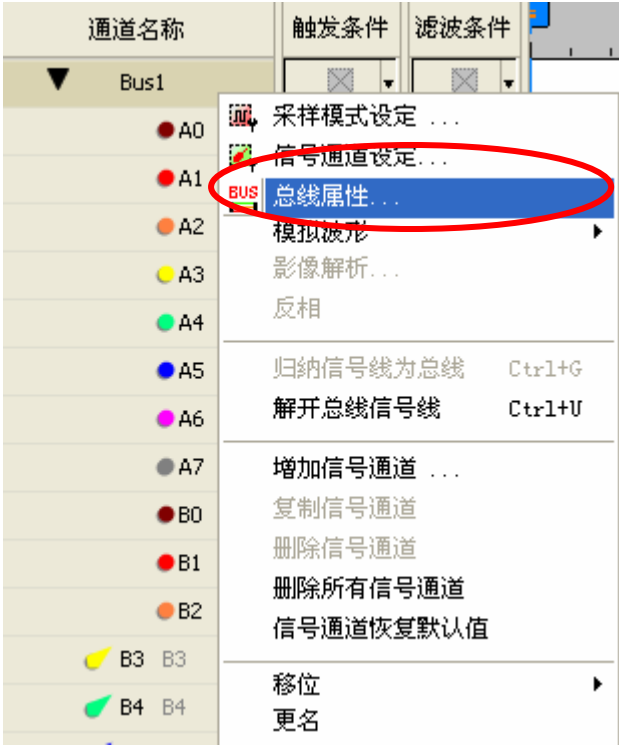 通道名称 触发条件 滤波条件
Bus1
A0
A1
A2
A3
A4
A5
A6
A7
B0
B1
B2
B3 B3
B4 B4
采样模式设定 ...
信号通道设定...
BUS 总线属性...
模拟波形
影像解析...
反相
归纳信号线为总线 Ctrl+G
解开总线信号线 Ctrl+U
增加信号通道 ...
复制信号通道
删除信号通道
删除所有信号通道
信号通道恢复默认值
移位
更名